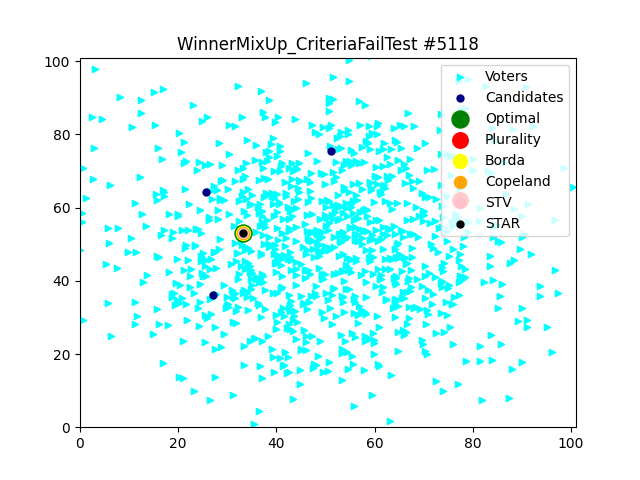 WinnerMixUp_CriteriaFailTest #5118
100
80
60
40
20
0
0
20
40
60
80
100
Voters
Candidates
Optimal
Plurality
Borda
Copeland
STV
STAR